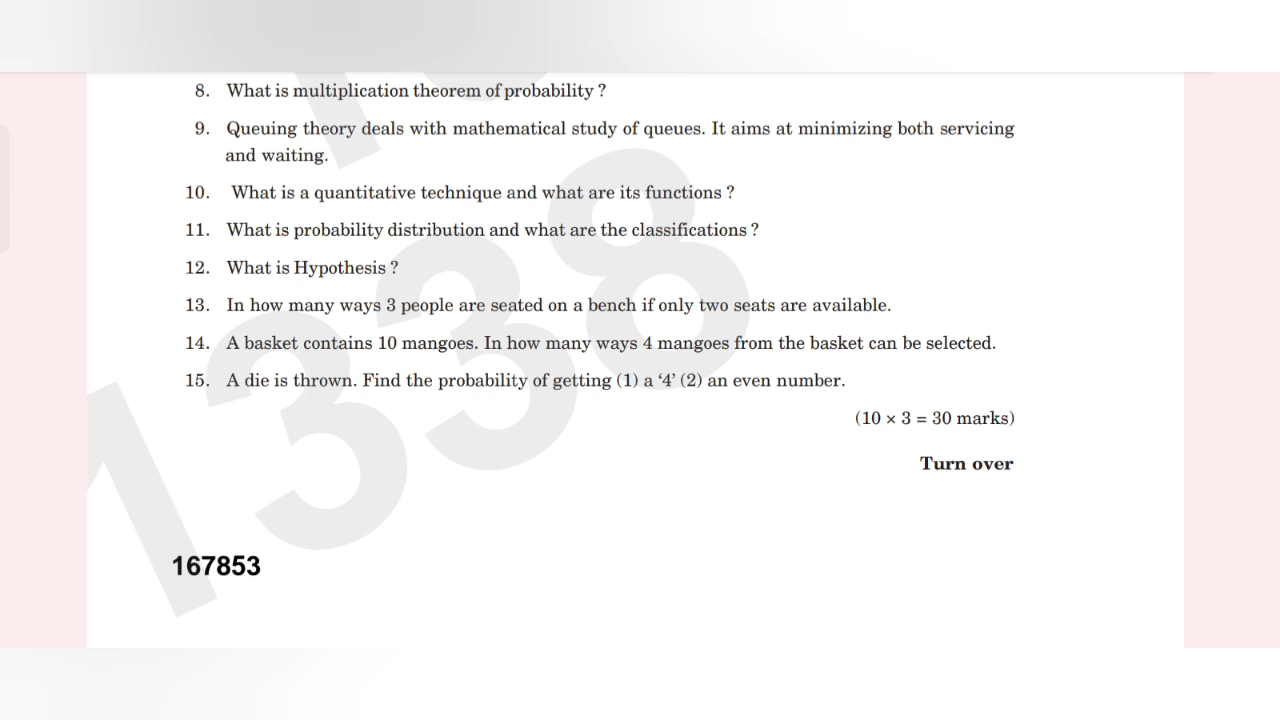 8. What is multiplication theorem of probability ?
9. Queuing theory deals with mathematical study of queues. It aims at minimizing both servicing
and waiting.
10. What is a quantitative technique and what are its functions ?
11. What is probability distribution and what are the classifications ?
12. What is Hypothesis ?
13. In how many ways 3 people are seated on a bench if only two seats are available.
14. A basket contains 10 mangoes. In how many ways 4 mangoes from the basket can be selected.
15. A die is thrown. Find the probability of getting (1) a ‘4’ (2) an even number.
(10 × 3 = 30 marks)
Turn over
167853